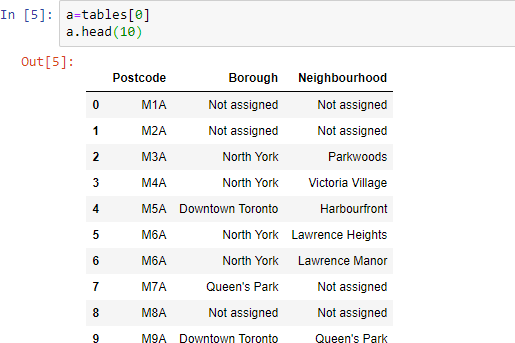 In [5]: a=tables[0]
a.head(10)
Out[5]:
Postcode Borough Neighbourhood
0 M1A Not assigned Not assigned
1 M2A Not assigned Not assigned
2 M3A North York Parkwoods
3 M4A North York Victoria Village
4 M5A Downtown Toronto Harbourfront
5 M6A North York Lawrence Heights
6 M6A North York Lawrence Manor
7 M7A Queen's Park Not assigned
8 M8A Not assigned Not assigned
9 M9A Downtown Toronto Queen's Park